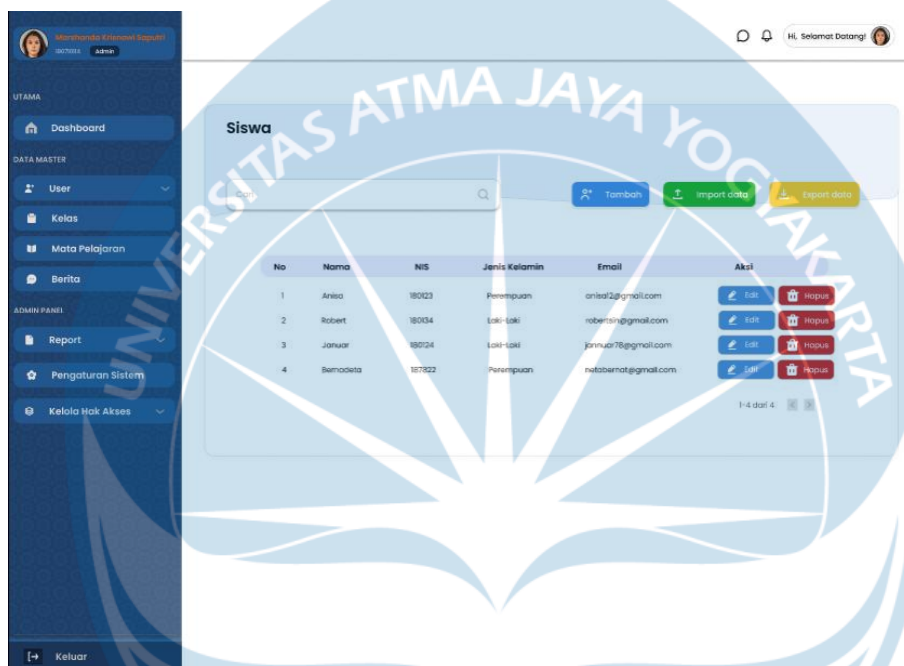 Marshanda Krisnawi Saputri
Admin
Hi, Selamat Datang!
UTAMA
Dashboard
DATA MASTER
User
Kelas
Mata Pelajaran
Berita
ADMIN PANEL
Report
Pengaturan Sistem
Kelola Hak Akses
Keluar
UNIVERSITAS ATMA JAYA YOGYAKARTA
Siswa
Tambah
Import data
Export data
No Nama NIS Jenis Kelamin Email Aksi
1 Anisa 180123 Perempuan anisa12@gmail.com Edit Hapus
2 Robert 180134 Laki-Laki robertsin@gmail.com Edit Hapus
3 Januar 180124 Laki-Laki jannuar78@gmail.com Edit Hapus
4 Bernadeta 187822 Perempuan netabernat@gmail.com Edit Hapus
1-4 dari 4